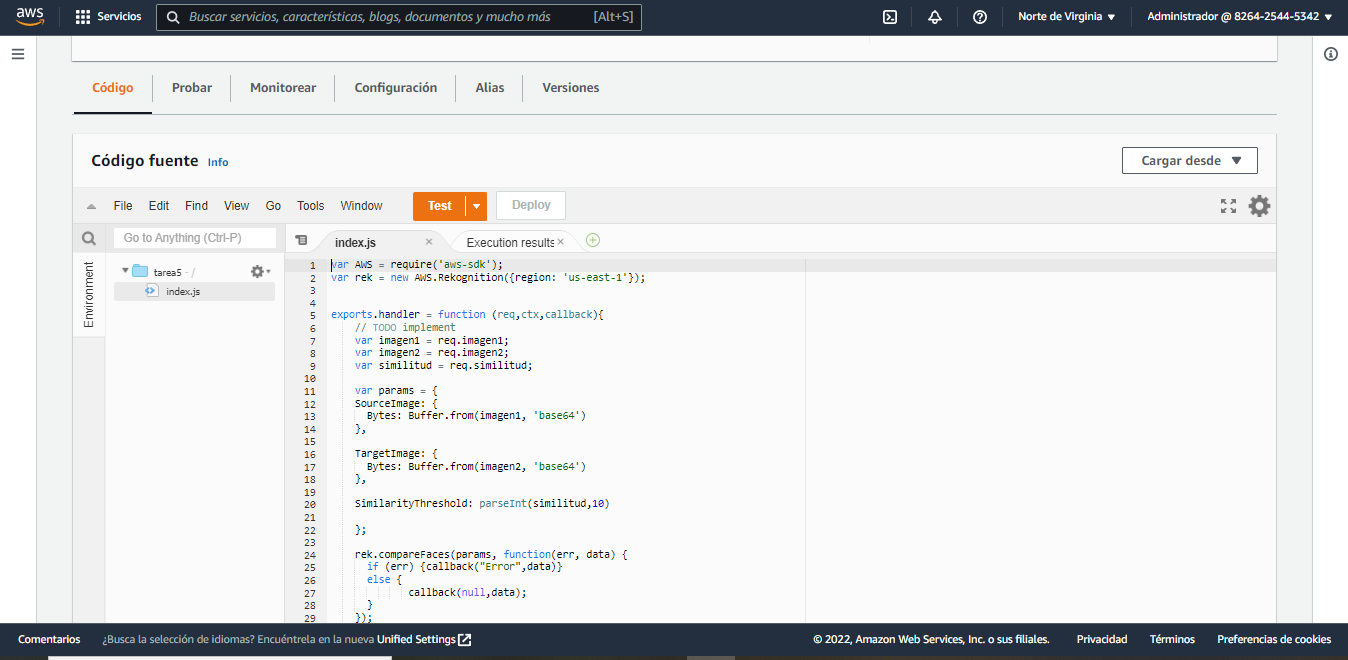 aws Servicios Buscar servicios, características, blogs, documentos y mucho más [Alt+S] Norte de Virginia Administrador @ 8264-2544-5342
Código Probar Monitorear Configuración Alias Versiones
Código fuente Info Cargar desde
File Edit Find View Go Tools Window Test Deploy
Go to Anything (Ctrl-P) index.js Execution results
Environment
tarea5 - /
index.js
1 var AWS = require('aws-sdk');
2 var rek = new AWS.Rekognition({region: 'us-east-1'});
3
4
5 exports.handler = function (req,ctx,callback){
6 // TODO implement
7 var imagen1 = req.imagen1;
8 var imagen2 = req.imagen2;
9 var similitud = req.similitud;
10
11 var params = {
12 SourceImage: {
13 Bytes: Buffer.from(imagen1, 'base64')
14 },
15
16 TargetImage: {
17 Bytes: Buffer.from(imagen2, 'base64')
18 },
19
20 SimilarityThreshold: parseInt(similitud,10)
21
22 };
23
24 rek.compareFaces(params, function(err, data) {
25 if (err) {callback("Error",data)}
26 else {
27 callback(null,data);
28 }
29 });
Comentarios ¿Busca la selección de idiomas? Encuéntrela en la nueva Unified Settings © 2022, Amazon Web Services, Inc. o sus filiales. Privacidad Términos Preferencias de cookies